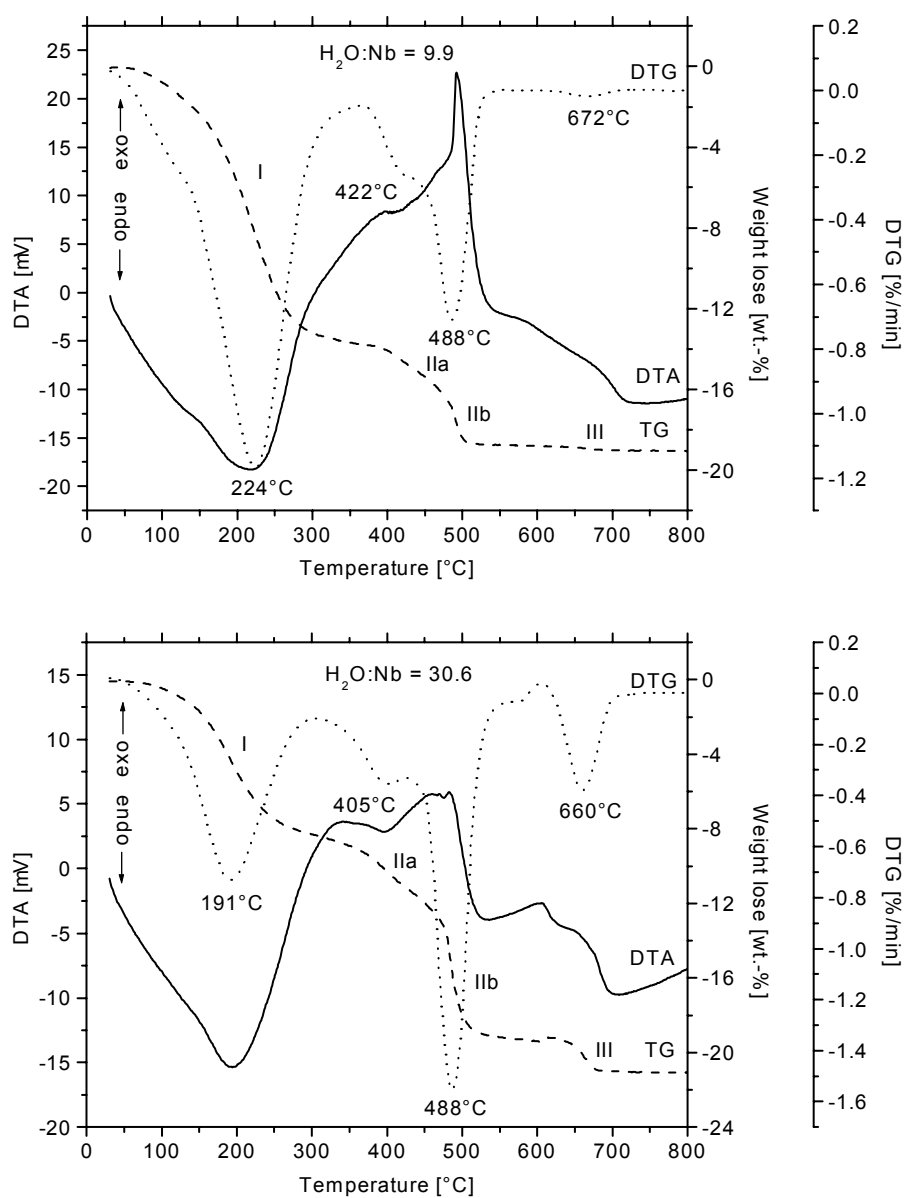 H2O:Nb = 9.9
25
20
15
10
5
0
-5
-10
-15
-20
DTA [mV]
exo
opue
I
422°C
224°C
DTG
672°C
488°C
IIa
IIb
III
DTA
TG
0
-4
-8
-12
-16
-20
Weight lose [wt.-%]
0.2
0.0
-0.2
-0.4
-0.6
-0.8
-1.0
-1.2
DTG [%/min]
0 100 200 300 400 500 600 700 800
Temperature [°C]
H2O:Nb = 30.6
15
10
5
0
-5
-10
-15
-20
DTA [mV]
exo
opue
I
405°C
191°C
DTG
660°C
IIa
IIb
488°C
III
DTA
TG
0
-4
-8
-12
-16
-20
-24
Weight lose [wt.-%]
0.2
0.0
-0.2
-0.4
-0.6
-0.8
-1.0
-1.2
-1.4
-1.6
DTG [%/min]
0 100 200 300 400 500 600 700 800
Temperature [°C]